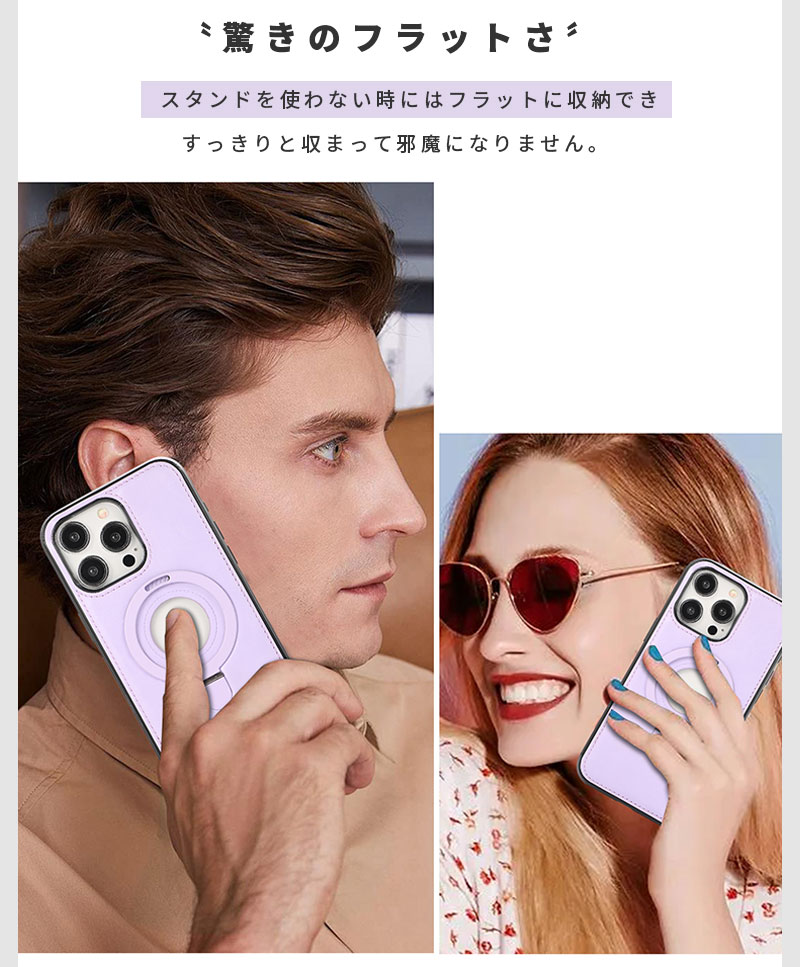 〝驚きのフラットさ〞
スタンドを使わない時にはフラットに収納でき
すっきりと収まって邪魔になりません。